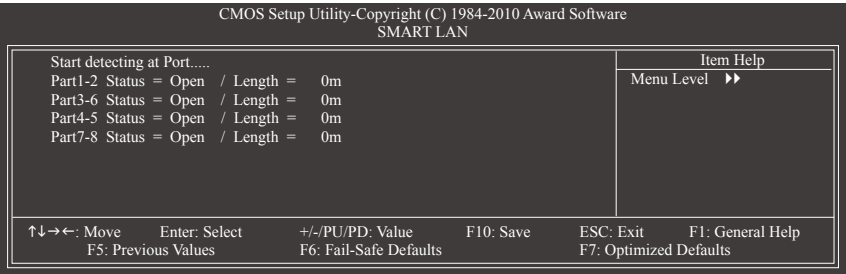 CMOS Setup Utility-Copyright (C) 1984-2010 Award Software
SMART LAN
Start detecting at Port.....
Part1-2 Status = Open / Length = 0m
Part3-6 Status = Open / Length = 0m
Part4-5 Status = Open / Length = 0m
Part7-8 Status = Open / Length = 0m
Item Help
Menu Level ▶▶
↑↓→←: Move Enter: Select +/-/PU/PD: Value F10: Save ESC: Exit F1: General Help
F5: Previous Values F6: Fail-Safe Defaults F7: Optimized Defaults